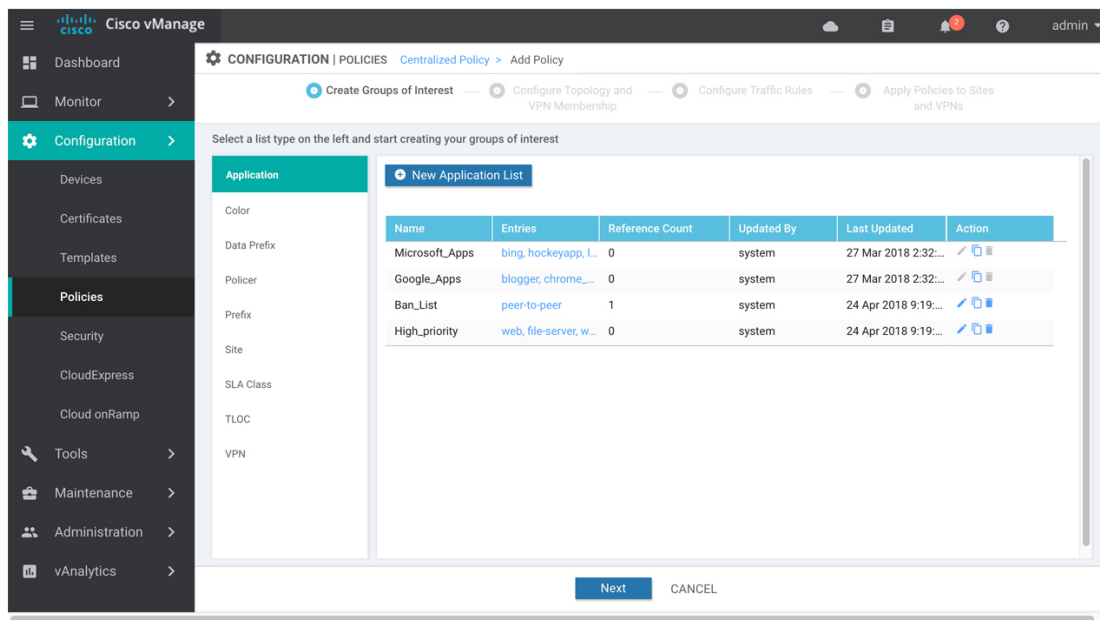 cisco Cisco vManage
2
admin
Dashboard
Monitor
Configuration
Devices
Certificates
Templates
Policies
Security
CloudExpress
Cloud onRamp
Tools
Maintenance
Administration
vAnalytics
CONFIGURATION | POLICIES Centralized Policy > Add Policy
Create Groups of Interest
Configure Topology and
VPN Membership
Configure Traffic Rules
Apply Policies to Sites
and VPNs
Select a list type on the left and start creating your groups of interest
Application
Color
Data Prefix
Policer
Prefix
Site
SLA Class
TLOC
VPN
New Application List
Name Entries Reference Count Updated By Last Updated Action
Microsoft_Apps bing, hockeyapp, l... 0 system 27 Mar 2018 2:32:...
Google_Apps blogger, chrome_... 0 system 27 Mar 2018 2:32:...
Ban_List peer-to-peer 1 system 24 Apr 2018 9:19:...
High_priority web, file-server, w... 0 system 24 Apr 2018 9:19:...
Next CANCEL